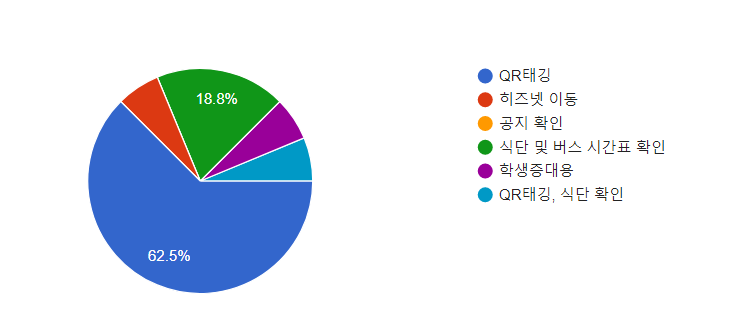 18.8%
62.5%
QR태깅
히즈넷 이동
공지 확인
식단 및 버스 시간표 확인
학생증대용
QR태깅, 식단 확인